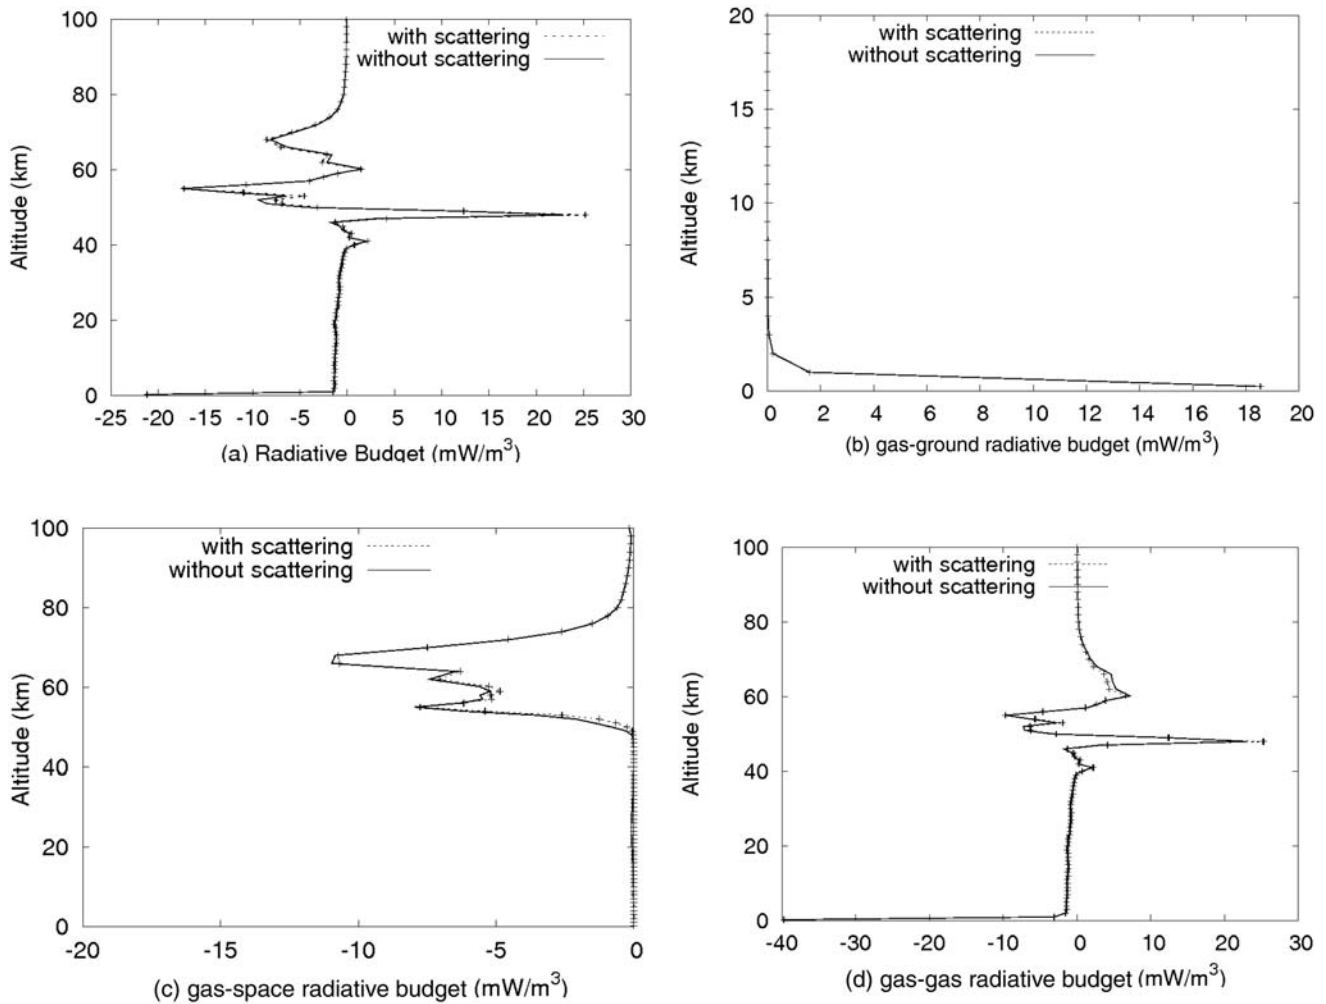 100
80
60
40
20
0
Altitude (km)
with scattering
without scattering
-25 -20 -15 -10 -5 0 5 10 15 20 25 30
(a) Radiative Budget (mW/m³)
20
15
10
5
0
Altitude (km)
with scattering
without scattering
0 2 4 6 8 10 12 14 16 18 20
(b) gas-ground radiative budget (mW/m³)
100
80
60
40
20
0
Altitude (km)
with scattering
without scattering
-20 -15 -10 -5 0
(c) gas-space radiative budget (mW/m³)
100
80
60
40
20
0
Altitude (km)
with scattering
without scattering
-40 -30 -20 -10 0 10 20 30
(d) gas-gas radiative budget (mW/m³)